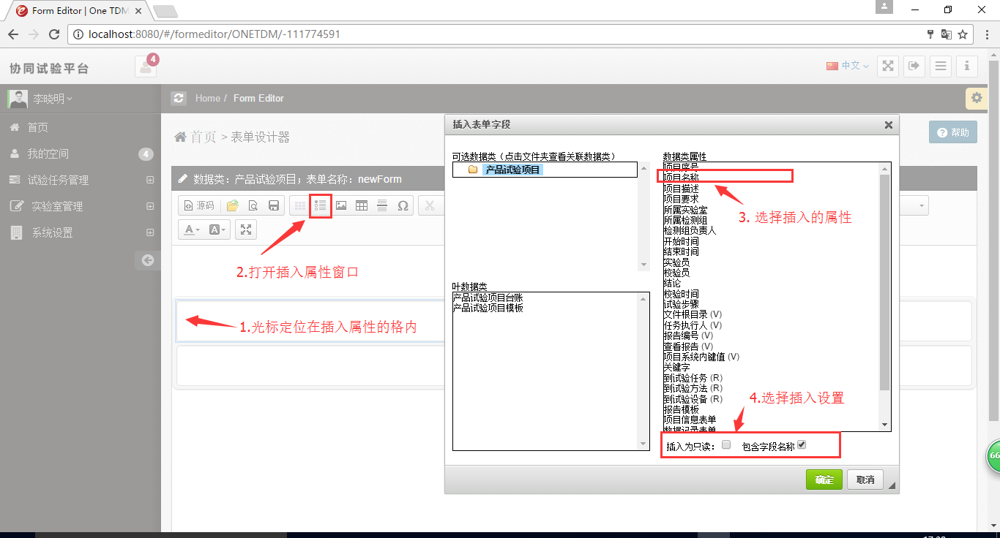 Form Editor | One TDM
localhost:8080/#/formeditor/ONETDM/-111774591
协同试验平台
4
中文
李晓明
Home / Form Editor
首页
我的空间
4
试验任务管理
实验室管理
系统设置
首页 > 表单设计器
帮助
数据类：产品试验项目；表单名称：newForm
源码
Ω
A
A
2.打开插入属性窗口
1.光标定位在插入属性的格内
插入表单字段
可选数据类（点击文件夹查看关联数据类）
产品试验项目
叶数据类
产品试验项目台账
产品试验项目模板
数据类属性
项目序号
项目名称
项目描述
项目要求
所属实验室
所属检测组
检测组负责人
开始时间
结束时间
实验员
校验员
结论
校验时间
试验步骤
文件根目录 (V)
任务执行人 (V)
报告编号 (V)
查看报告 (V)
项目系统内键值 (V)
关键字
到试验任务 (R)
到试验方法 (R)
到试验设备 (R)
报告模板
项目信息表单
数据记录表单
3. 选择插入的属性
4.选择插入设置
插入为只读：
包含字段名称
确定
取消
66